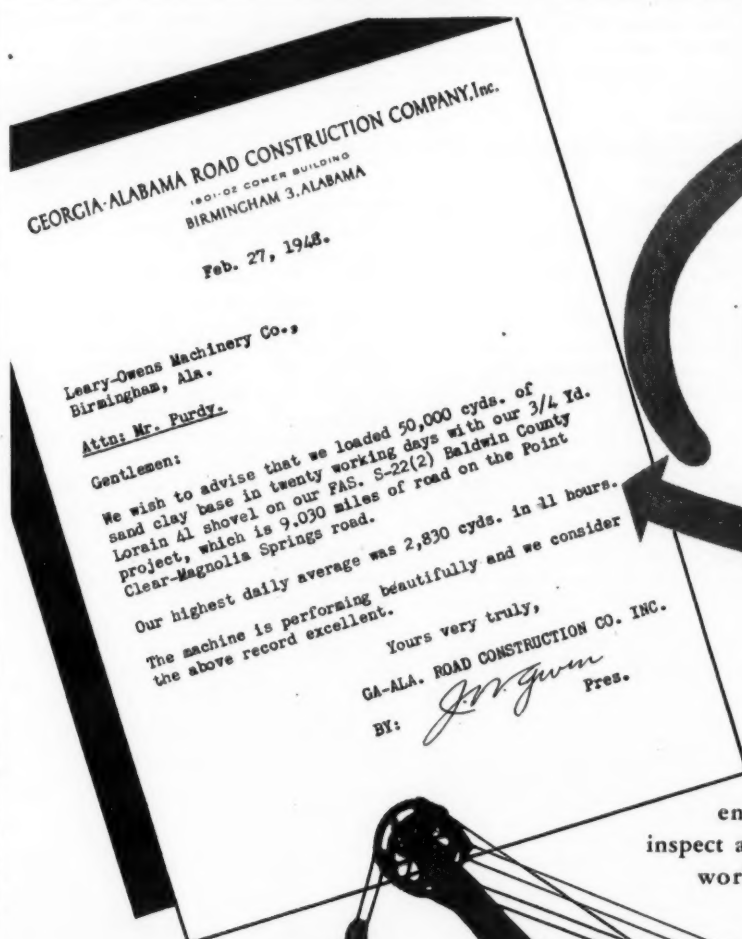 GEORGIA-ALABAMA ROAD CONSTRUCTION COMPANY, Inc.
1801-02 COMER BUILDING
BIRMINGHAM 3, ALABAMA
Feb. 27, 1948.
Leary-Owens Machinery Co.,
Birmingham, Ala.
Attn: Mr. Purdy.
Gentlemen:
We wish to advise that we loaded 50,000 cyds. of
sand clay base in twenty working days with our 3/4 Yd.
Lorain 41 shovel on our FAS. S-22(2) Baldwin County
project, which is 9.030 miles of road on the Point
Clear-Magnolia Springs road.
Our highest daily average was 2,830 cyds. in 11 hours.
The machine is performing beautifully and we consider
the above record excellent.
Yours very truly,
GA-ALA. ROAD CONSTRUCTION CO. INC.
BY: J.W. Gwin
Pres.
en
inspect a
wor